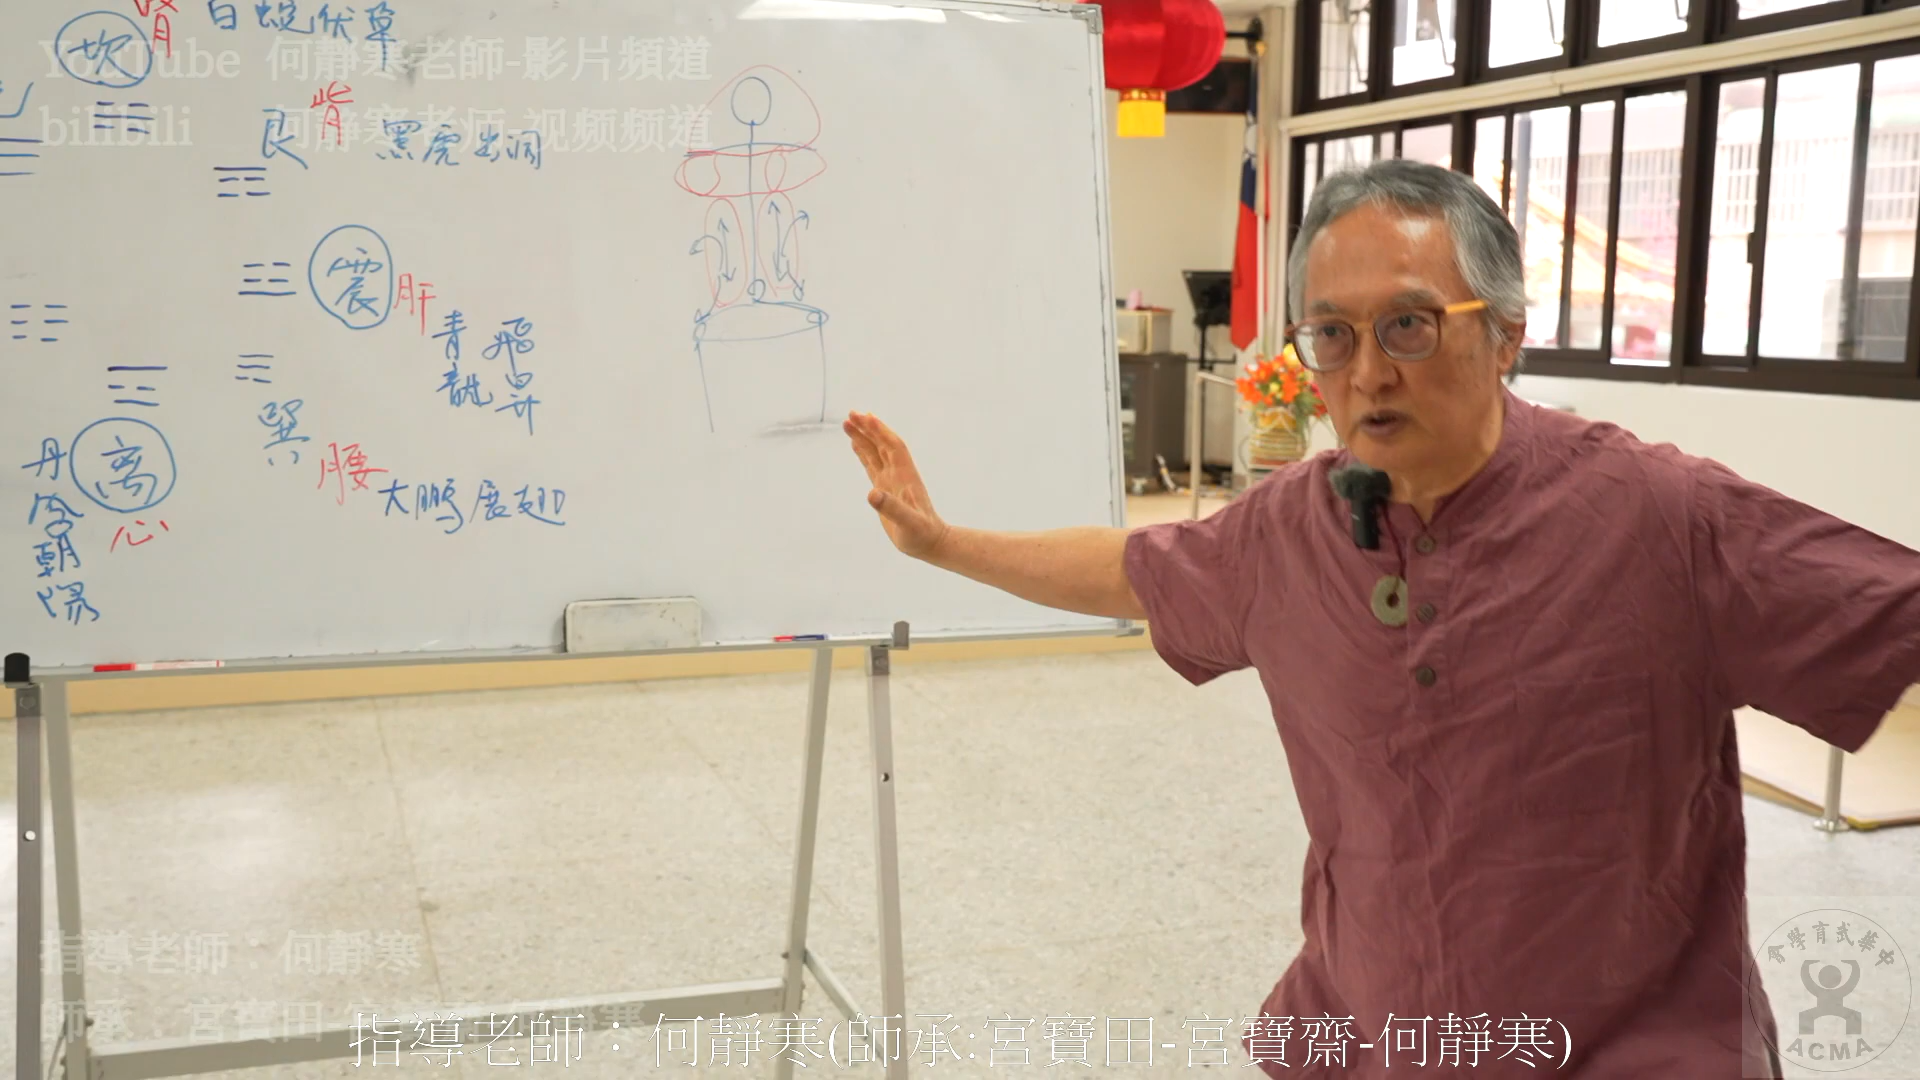 腎
坎
白蛇伏草
YouTube 何靜寒老師-影片頻道
bilibili 何靜寒老师-视频频道
背
艮
黑虎出洞
震
肝
青龍
飛昇
巽
腰
大鵬展翅
离
心
丹鳳朝陽
指導老師：何靜寒
指導老師：何靜寒(師承:宮寶田-宮寶齋-何靜寒)
中華武育學會
ACMA